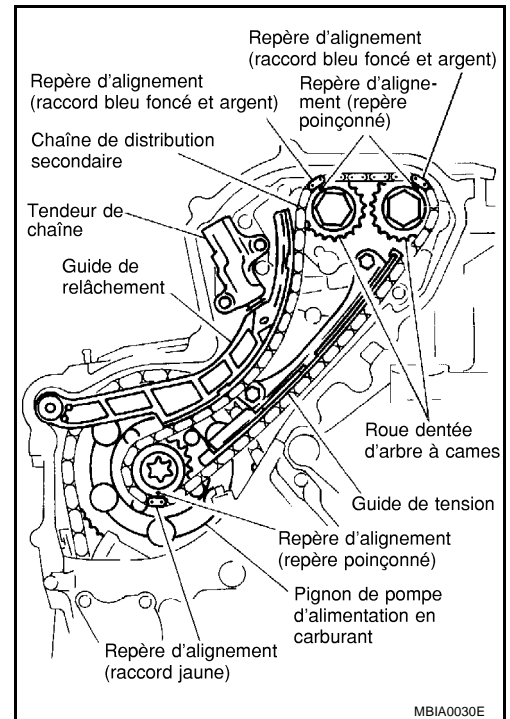 Repère d'alignement
(raccord bleu foncé et argent)
Repère d'alignement
(raccord bleu foncé et argent)
Repère d'aligne-
ment (repère
poinçonné)
Chaîne de distribution
secondaire
Tendeur de
chaîne
Guide de
relâchement
Roue dentée
d'arbre à cames
Guide de tension
Repère d'alignement
(repère poinçonné)
Pignon de pompe
d'alimentation en
carburant
Repère d'alignement
(raccord jaune)
MBIA0030E